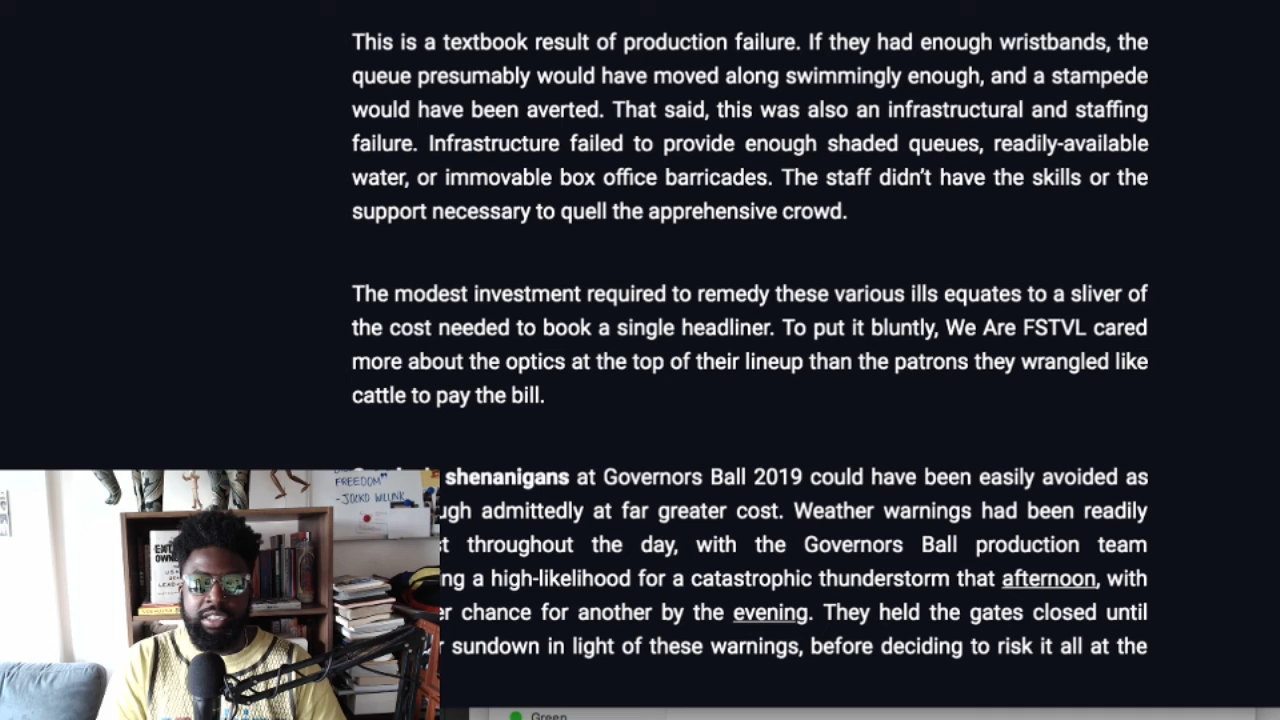 This is a textbook result of production failure. If they had enough wristbands, the
queue presumably would have moved along swimmingly enough, and a stampede
would have been averted. That said, this was also an infrastructural and staffing
failure. Infrastructure failed to provide enough shaded queues, readily-available
water, or immovable box office barricades. The staff didn’t have the skills or the
support necessary to quell the apprehensive crowd.
The modest investment required to remedy these various ills equates to a sliver of
the cost needed to book a single headliner. To put it bluntly, We Are FSTVL cared
more about the optics at the top of their lineup than the patrons they wrangled like
cattle to pay the bill.
shenanigans at Governors Ball 2019 could have been easily avoided as
admittedly at far greater cost. Weather warnings had been readily
throughout the day, with the Governors Ball production team
a high-likelihood for a catastrophic thunderstorm that afternoon, with
chance for another by the evening. They held the gates closed until
sundown in light of these warnings, before deciding to risk it all at the
FREEDOM"
-JOCKO WILLINK
Green